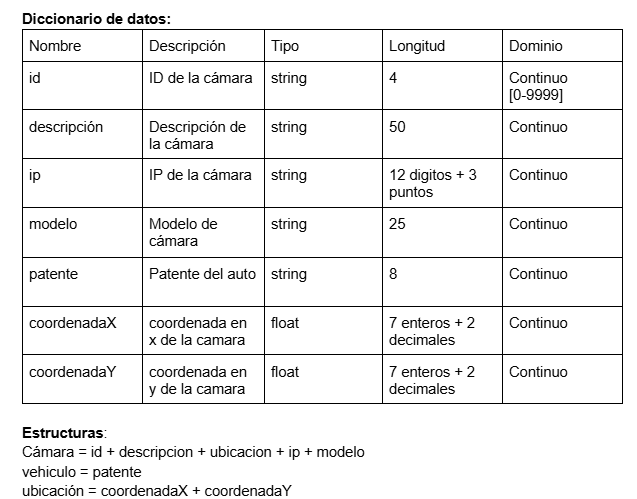 Diccionario de datos:
Nombre Descripción Tipo Longitud Dominio
id ID de la cámara string 4 Continuo
[0-9999]
descripción Descripción de string 50 Continuo
la cámara
ip IP de la cámara string 12 digitos + 3 Continuo
puntos
modelo Modelo de string 25 Continuo
cámara
patente Patente del auto string 8 Continuo
coordenadaX coordenada en float 7 enteros + 2 Continuo
x de la camara decimales
coordenadaY coordenada en float 7 enteros + 2 Continuo
y de la camara decimales
Estructuras:
Cámara = id + descripcion + ubicacion + ip + modelo
vehiculo = patente
ubicación = coordenadaX + coordenadaY